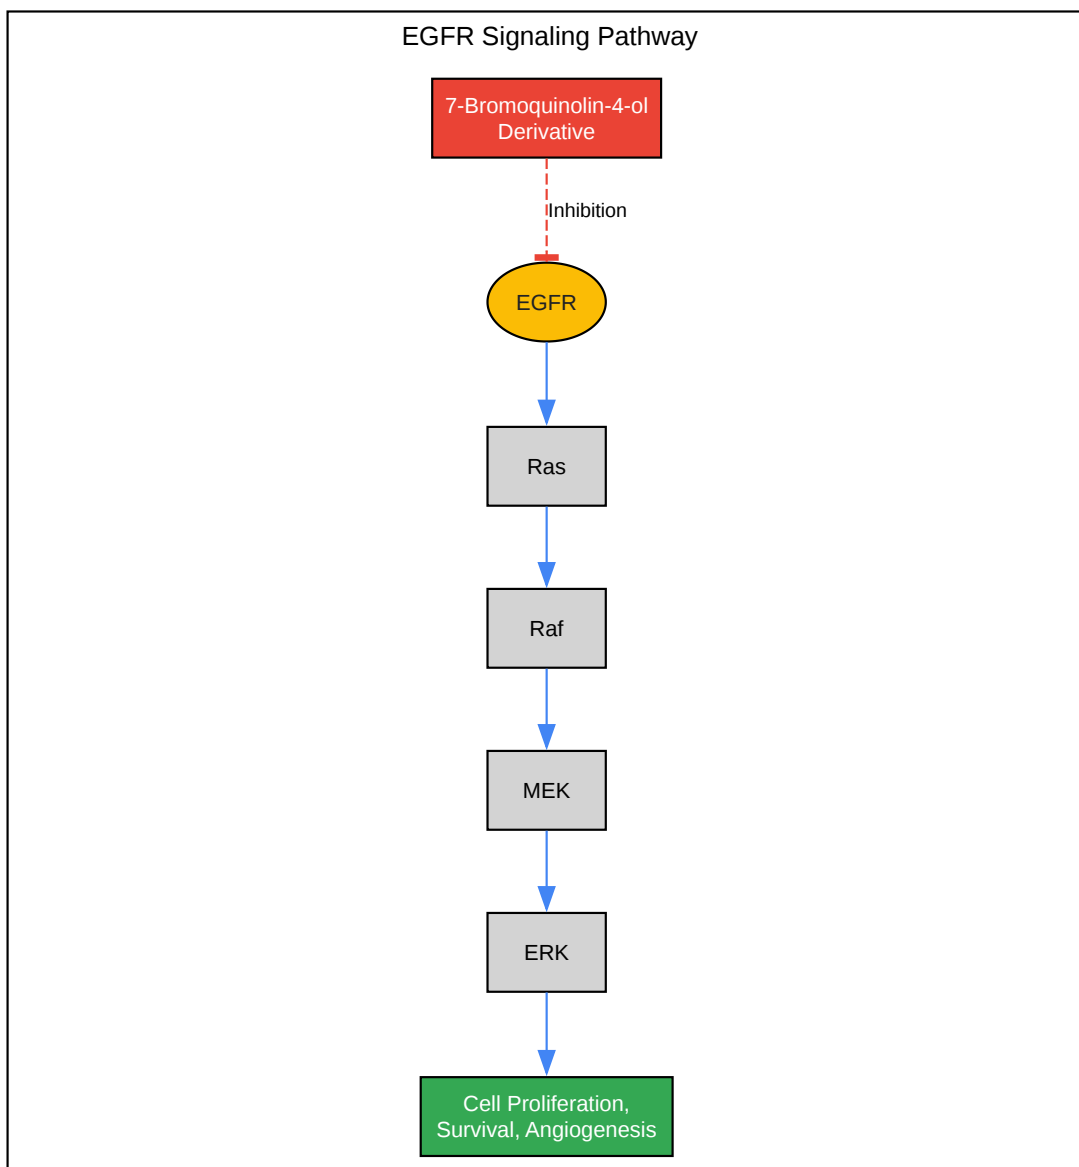 EGFR Signaling Pathway
7-Bromoquinolin-4-ol
Derivative
Inhibition
EGFR
Ras
Raf
MEK
ERK
Cell Proliferation,
Survival, Angiogenesis